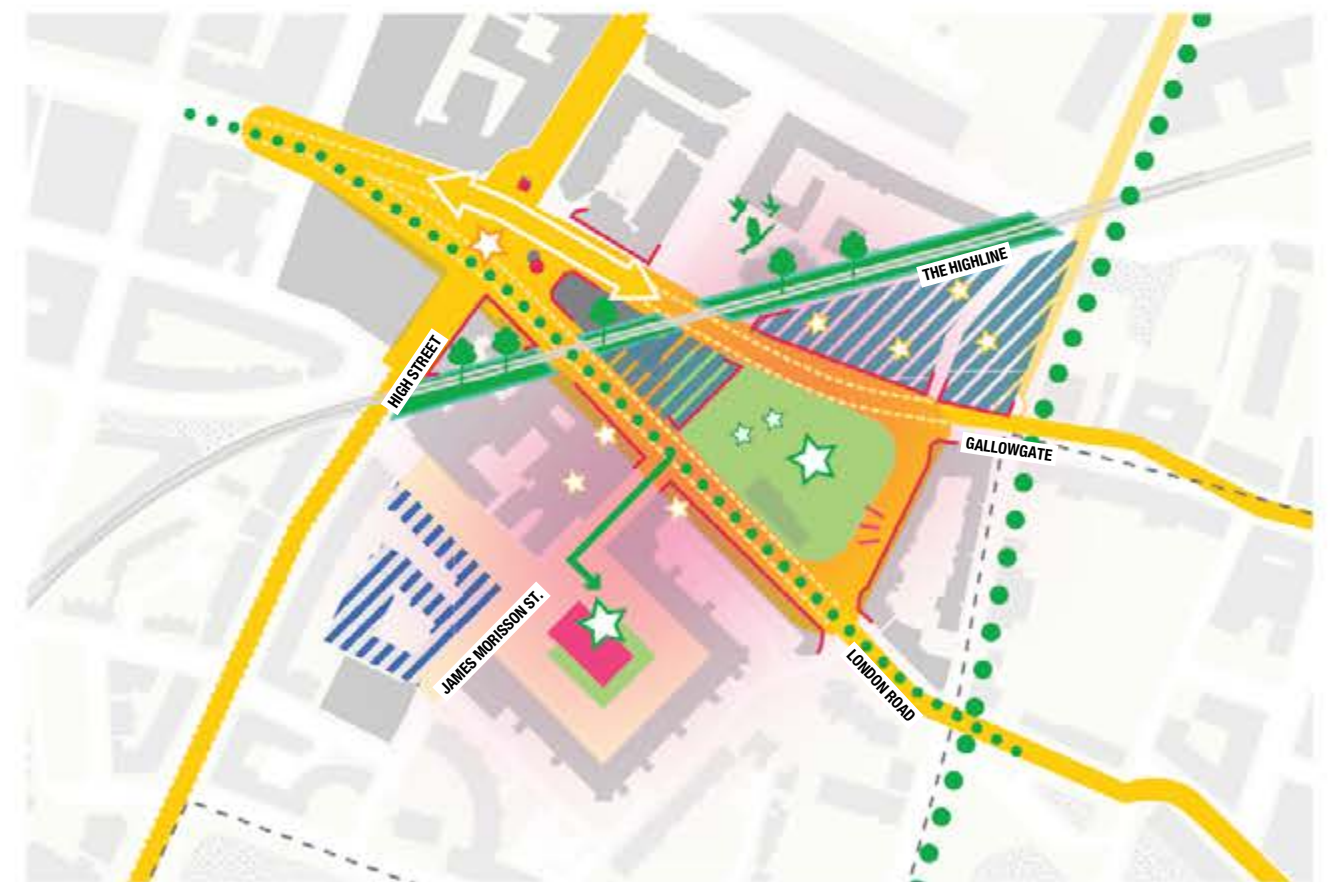 THE HIGHLINE
HIGH STREET
GALLOWGATE
JAMES MORISSON ST.
LONDON ROAD